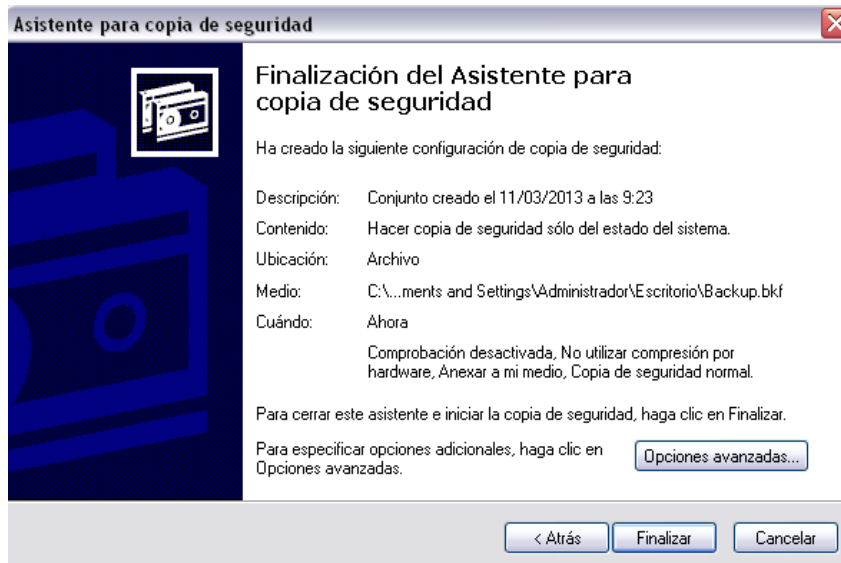 Asistente para copia de seguridad
Finalización del Asistente para
copia de seguridad
Ha creado la siguiente configuración de copia de seguridad:
Descripción: Conjunto creado el 11/03/2013 a las 9:23
Contenido: Hacer copia de seguridad sólo del estado del sistema.
Ubicación: Archivo
Medio: C:\...ments and Settings\Administrador\Escritorio\Backup.bkf
Cuándo: Ahora
Comprobación desactivada, No utilizar compresión por
hardware, Anexar a mi medio, Copia de seguridad normal.
Para cerrar este asistente e iniciar la copia de seguridad, haga clic en Finalizar.
Para especificar opciones adicionales, haga clic en
Opciones avanzadas.
Opciones avanzadas...
< Atrás Finalizar Cancelar